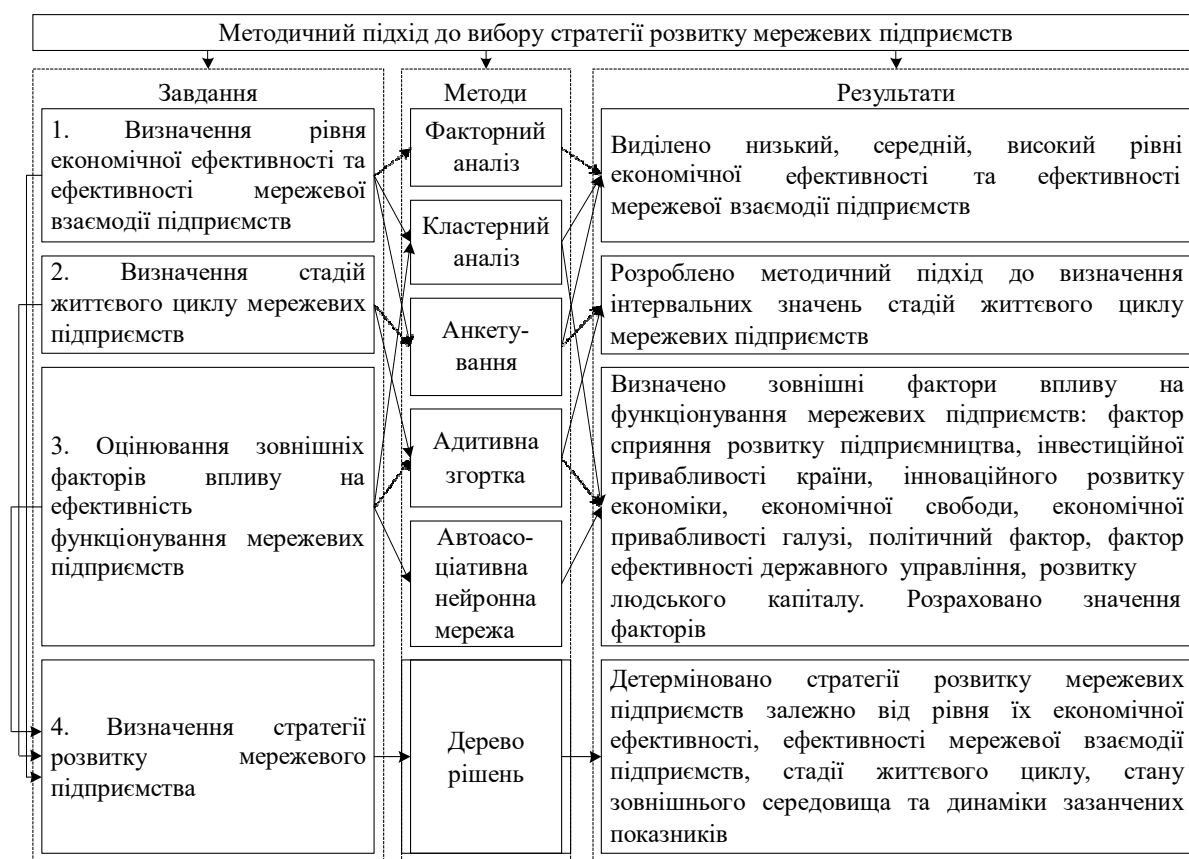 Методичний підхід до вибору стратегії розвитку мережевих підприємств
Завдання
1. Визначення рівня
економічної ефективності та
ефективності мережевої
взаємодії підприємств
2. Визначення стадій
життєвого циклу мережевих
підприємств
3. Оцінювання зовнішніх
факторів впливу на
ефективність
функціонування мережевих
підприємств
4. Визначення стратегії
розвитку мережевого
підприємства
Методи
Факторний
аналіз
Кластерний
аналіз
Анкету-
вання
Адитивна
згортка
Автоасо-
ціативна
нейронна
мережа
Дерево
рішень
Результати
Виділено низький, середній, високий рівні
економічної ефективності та ефективності
мережевої взаємодії підприємств
Розроблено методичний підхід до визначення
інтервальних значень стадій життєвого циклу
мережевих підприємств
Визначено зовнішні фактори впливу на
функціонування мережевих підприємств: фактор
сприяння розвитку підприємництва, інвестиційної
привабливості країни, інноваційного розвитку
економіки, економічної свободи, економічної
привабливості галузі, політичний фактор, фактор
ефективності державного управління, розвитку
людського капіталу. Розраховано значення
факторів
Детерміновано стратегії розвитку мережевих
підприємств залежно від рівня їх економічної
ефективності, ефективності мережевої взаємодії
підприємств, стадії життєвого циклу, стану
зовнішнього середовища та динаміки зазанчених
показників